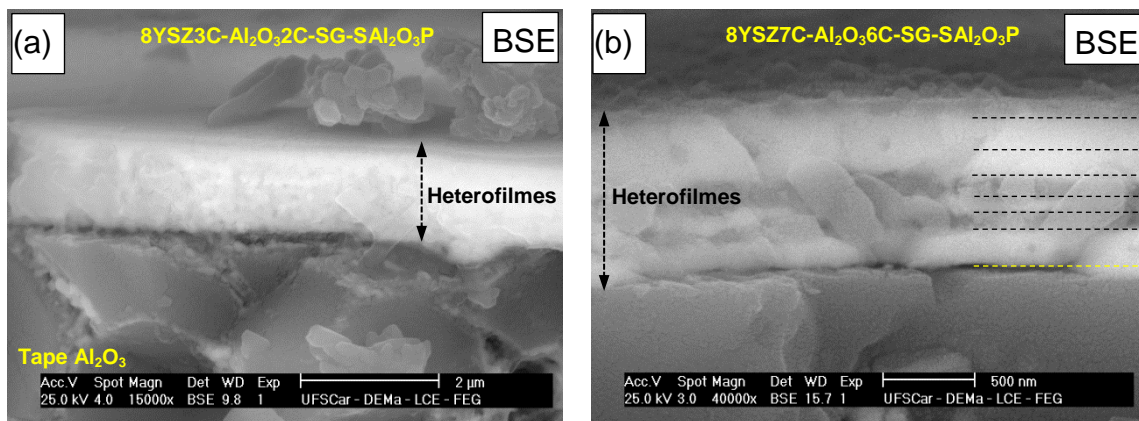 (a)
8YSZ3C-Al₂O₃2C-SG-SAl₂O₃P
BSE
Heterofilmes
Tape Al₂O₃
Acc.V Spot Magn Det WD Exp
25.0 kV 4.0 15000x BSE 9.8 1
2 µm
UFSCar - DEMa - LCE - FEG
(b)
8YSZ7C-Al₂O₃6C-SG-SAl₂O₃P
BSE
Heterofilmes
Acc.V Spot Magn Det WD Exp
25.0 kV 3.0 40000x BSE 15.7 1
500 nm
UFSCar - DEMa - LCE - FEG